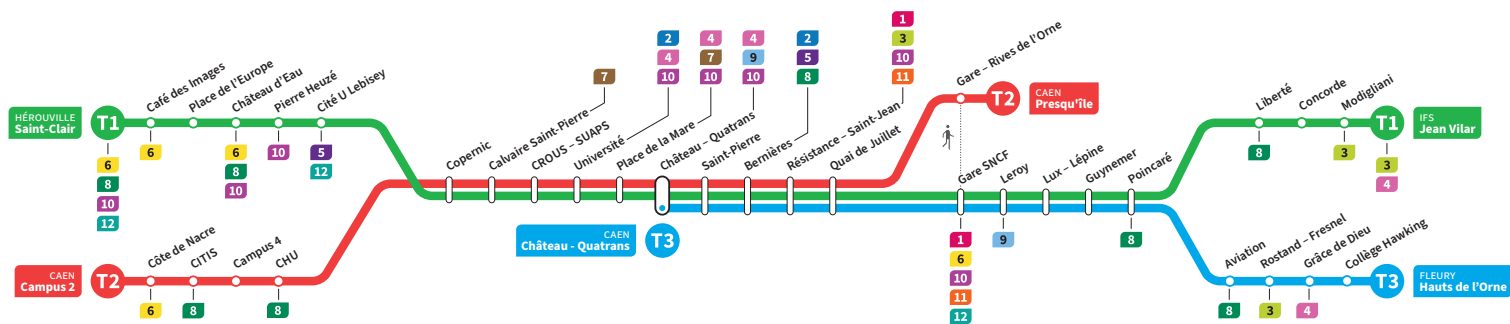 HÉROUVILLE
Saint-Clair
T1
6
8
10
12
Café des Images
6
Place de l'Europe
Château d'Eau
6
8
10
Pierre Heuzé
10
Cité U Lebisey
5
12
CAEN
Campus 2
T2
Côte de Nacre
6
CITIS
8
Campus 4
CHU
8
Copernic
Calvaire Saint-Pierre
7
CROUS – SUAPS
Université
2
4
10
Place de la Mare
4
7
10
Château – Quatrans
4
9
10
CAEN
Château - Quatrans
T3
Saint-Pierre
Bernières
2
5
8
Résistance – Saint-Jean
1
3
10
11
Quai de Juillet
Gare – Rives de l'Orne
T2
CAEN
Presqu'île
Gare SNCF
1
6
10
11
12
Leroy
9
Lux – Lépine
Guynemer
Poincaré
8
Liberté
8
Concorde
Modigliani
3
T1
3
4
IFS
Jean Vilar
Aviation
8
Rostand – Fresnel
3
Grâce de Dieu
4
Collège Hawking
T3
FLEURY
Hauts de l'Orne